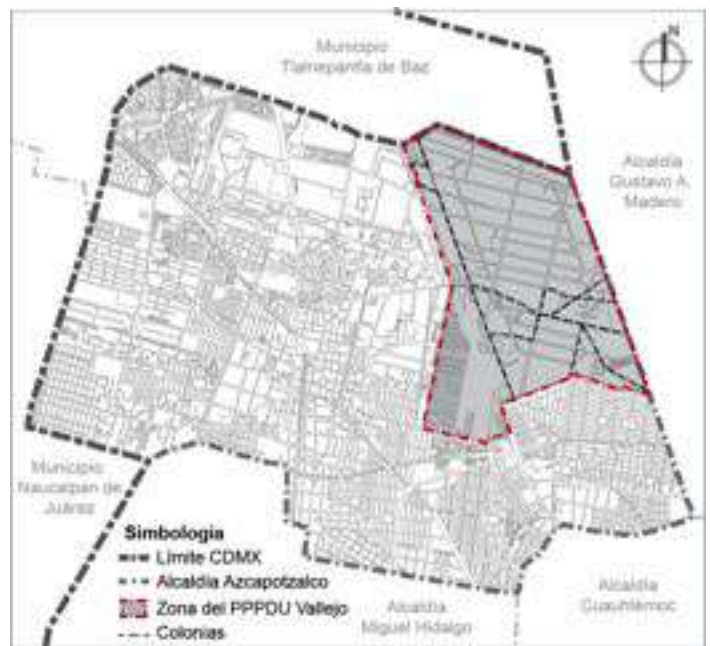 Municipio
Tlalnepantla de Baz
N
Alcaldía
Gustavo A.
Madero
Municipio
Naucalpan de
Juárez
Simbología
Límite CDMX
Alcaldía Azcapotzalco
Zona del PPPDU Vallejo
Colonias
Alcaldía
Miguel Hidalgo
Alcaldía
Cuauhtémoc